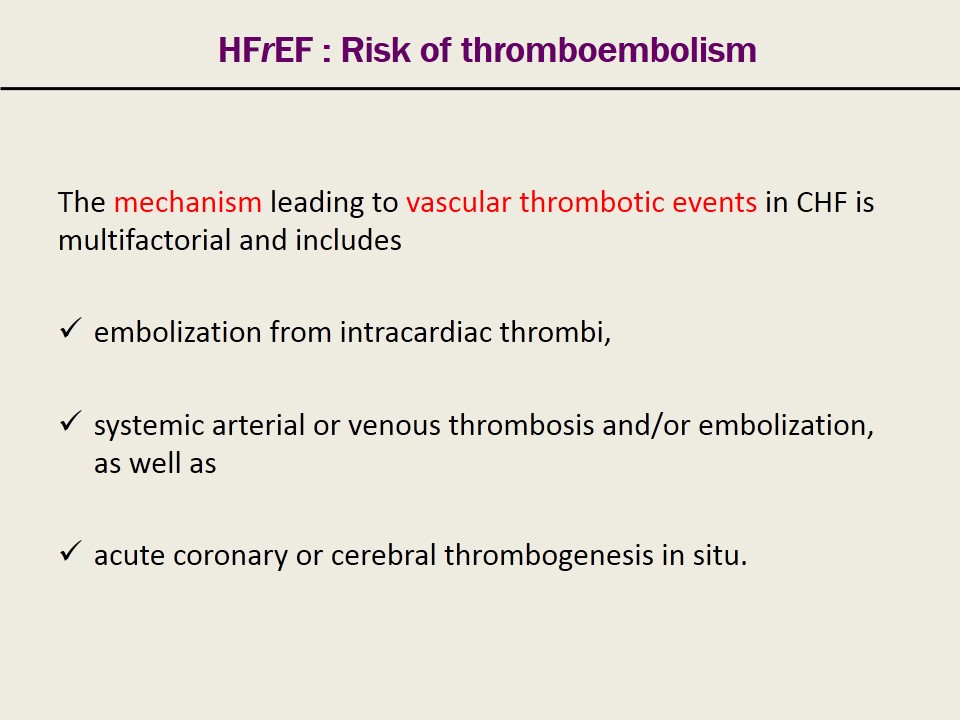 HFrEF : Risk of thromboembolism
The mechanism leading to vascular thrombotic events in CHF is
multifactorial and includes
✓ embolization from intracardiac thrombi,
✓ systemic arterial or venous thrombosis and/or embolization,
as well as
✓ acute coronary or cerebral thrombogenesis in situ.